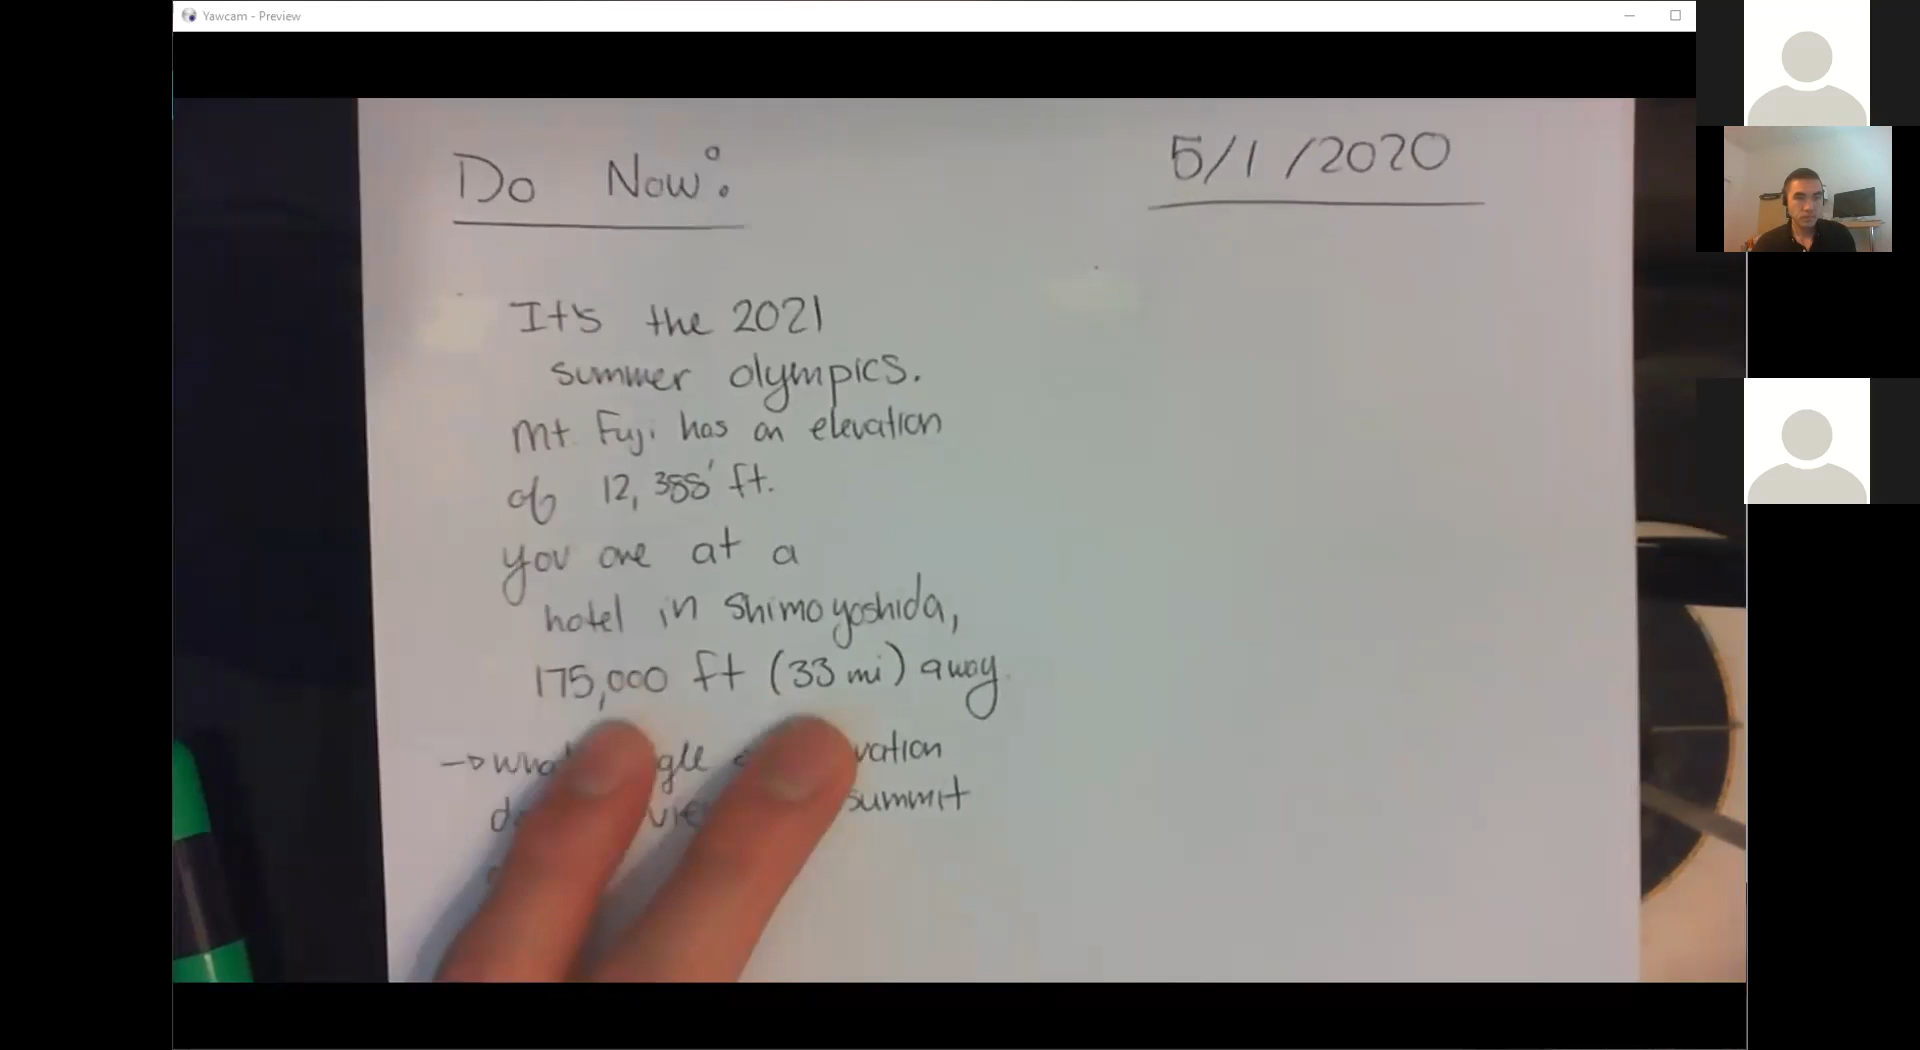 Yawcam - Preview
Do Now:
5/1/2020
It's the 2021
summer olympics.
Mt. Fuji has an elevation
of 12,388' ft.
you are at a
hotel in Shimoyoshida,
175,000 ft (33 mi) away.
vation
summit